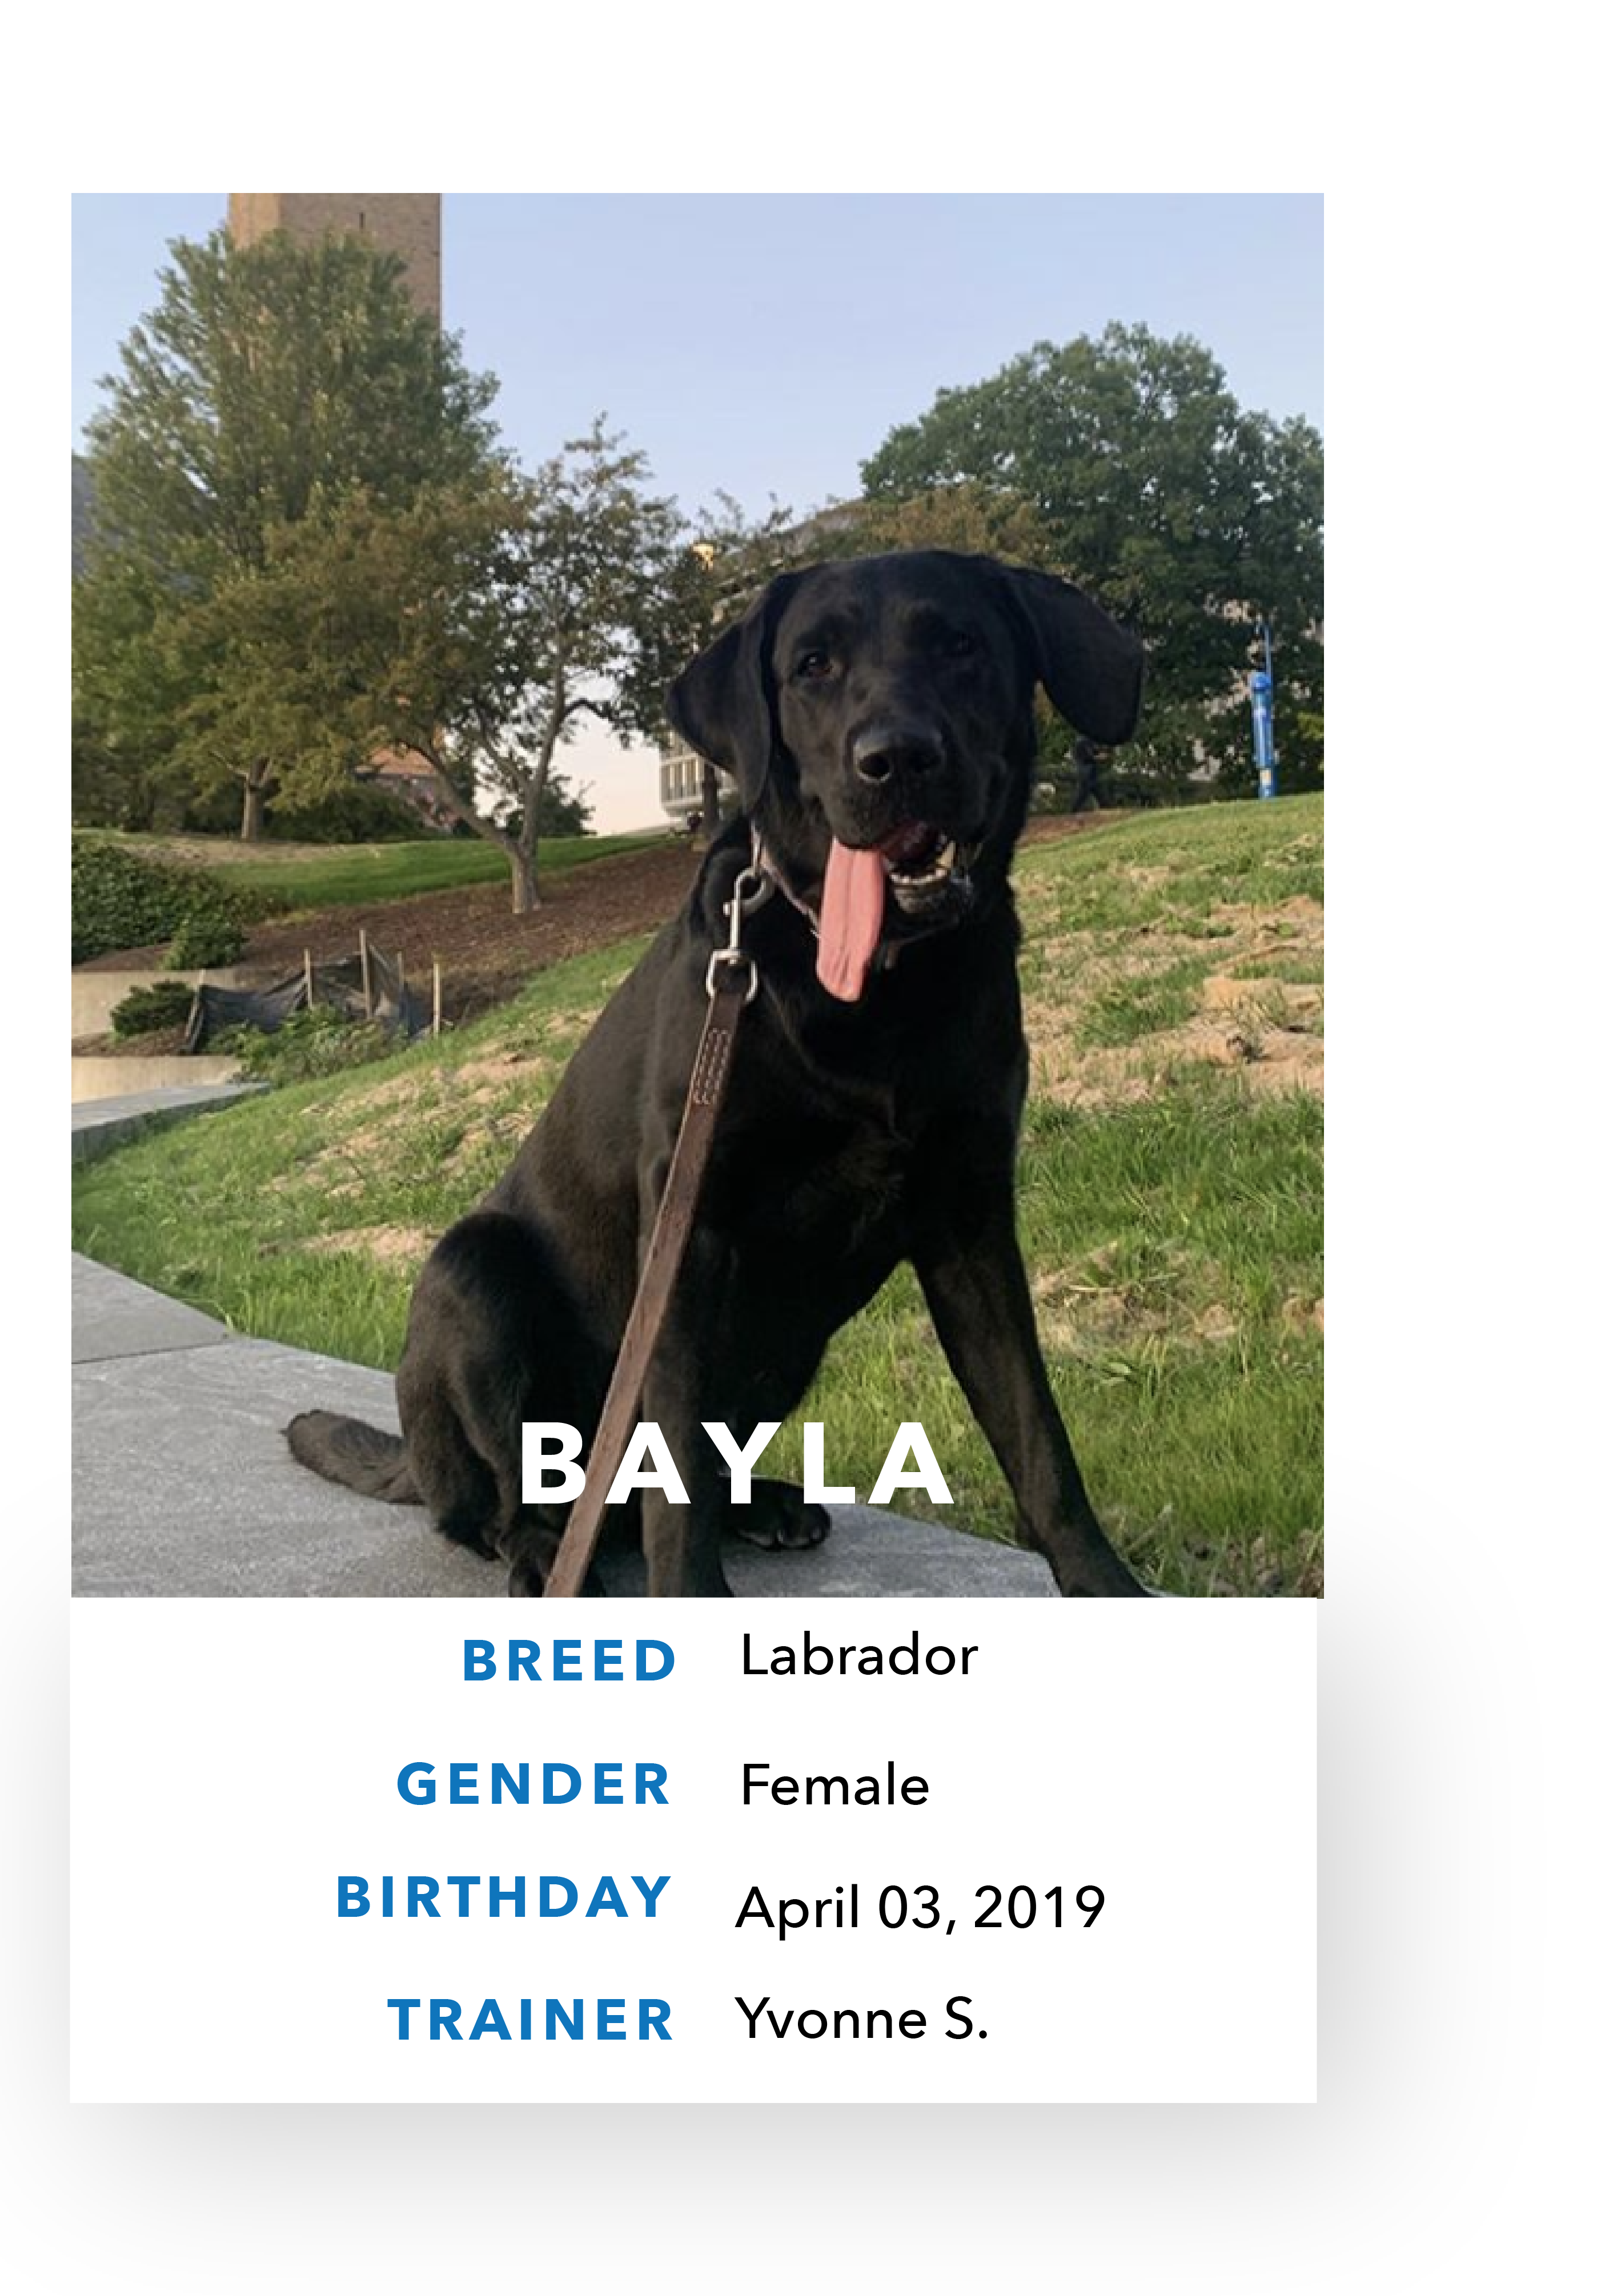 BAYLA
BREED Labrador
GENDER Female
BIRTHDAY April 03, 2019
TRAINER Yvonne S.